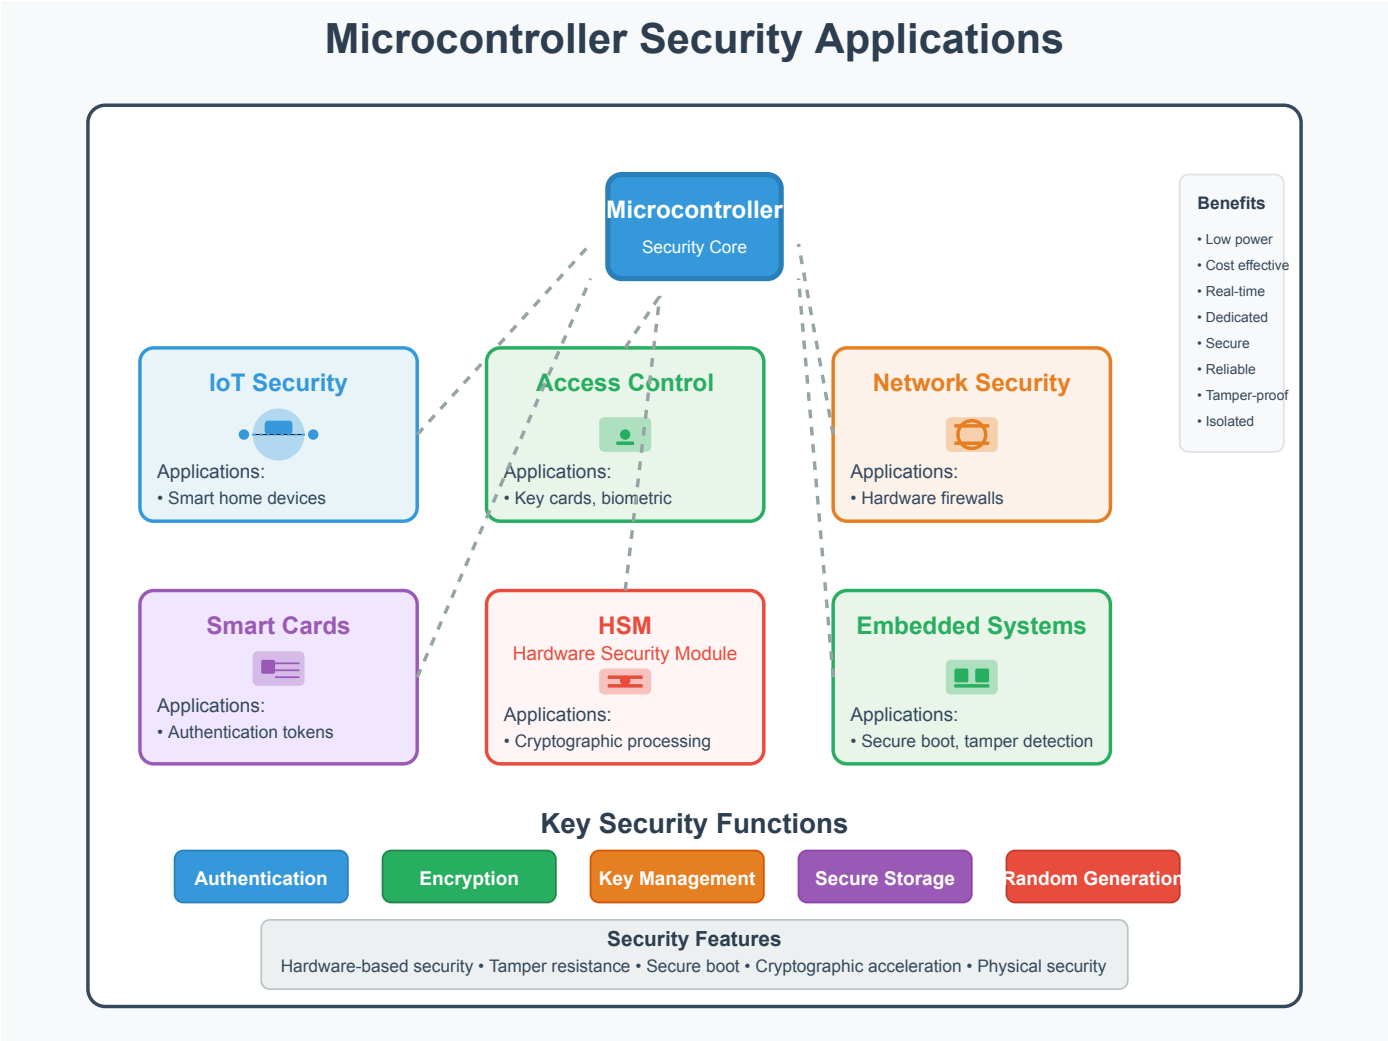 Microcontroller Security Applications
Microcontroller
Security Core
Benefits
• Low power
• Cost effective
• Real-time
• Dedicated
• Secure
• Reliable
• Tamper-proof
• Isolated
IoT Security
Applications:
• Smart home devices
Access Control
Applications:
• Key cards, biometric
Network Security
Applications:
• Hardware firewalls
Smart Cards
Applications:
• Authentication tokens
HSM
Hardware Security Module
Applications:
• Cryptographic processing
Embedded Systems
Applications:
• Secure boot, tamper detection
Key Security Functions
Authentication
Encryption
Key Management
Secure Storage
Random Generation
Security Features
Hardware-based security • Tamper resistance • Secure boot • Cryptographic acceleration • Physical security